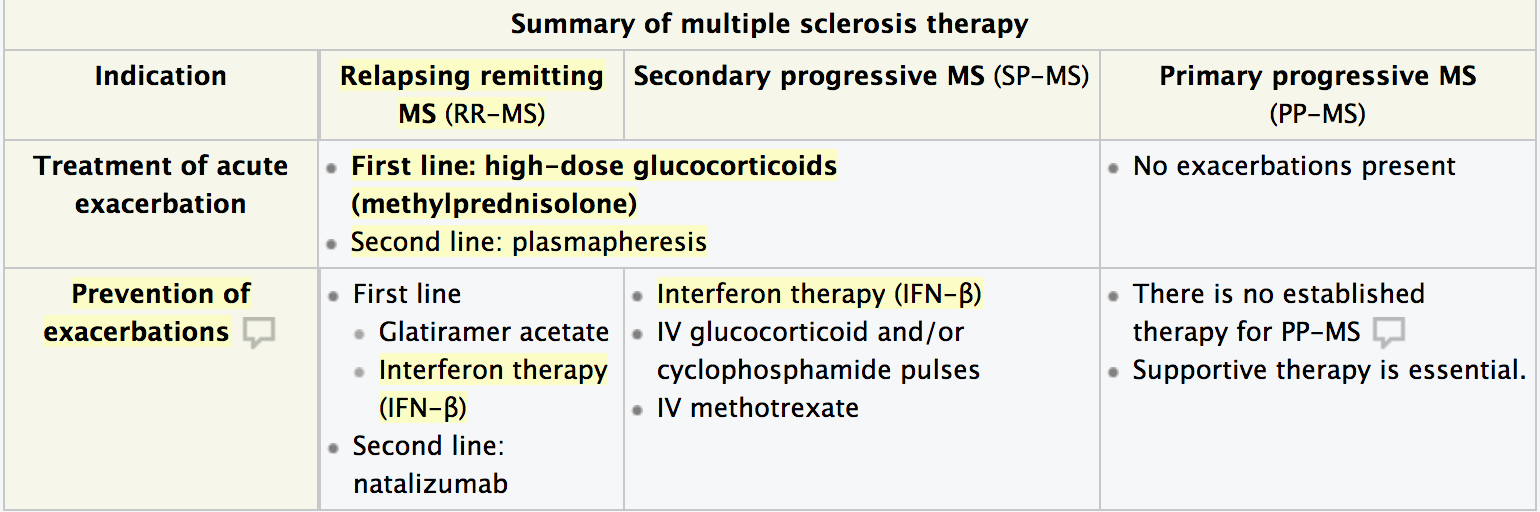 Summary of multiple sclerosis therapy
Indication
Relapsing remitting
MS (RR-MS)
Secondary progressive MS (SP-MS)
Primary progressive MS
(PP-MS)
Treatment of acute
exacerbation
First line: high-dose glucocorticoids
(methylprednisolone)
Second line: plasmapheresis
No exacerbations present
Prevention of
exacerbations
First line
Glatiramer acetate
Interferon therapy
(IFN-β)
Second line:
natalizumab
Interferon therapy (IFN-β)
IV glucocorticoid and/or
cyclophosphamide pulses
IV methotrexate
There is no established
therapy for PP-MS
Supportive therapy is essential.